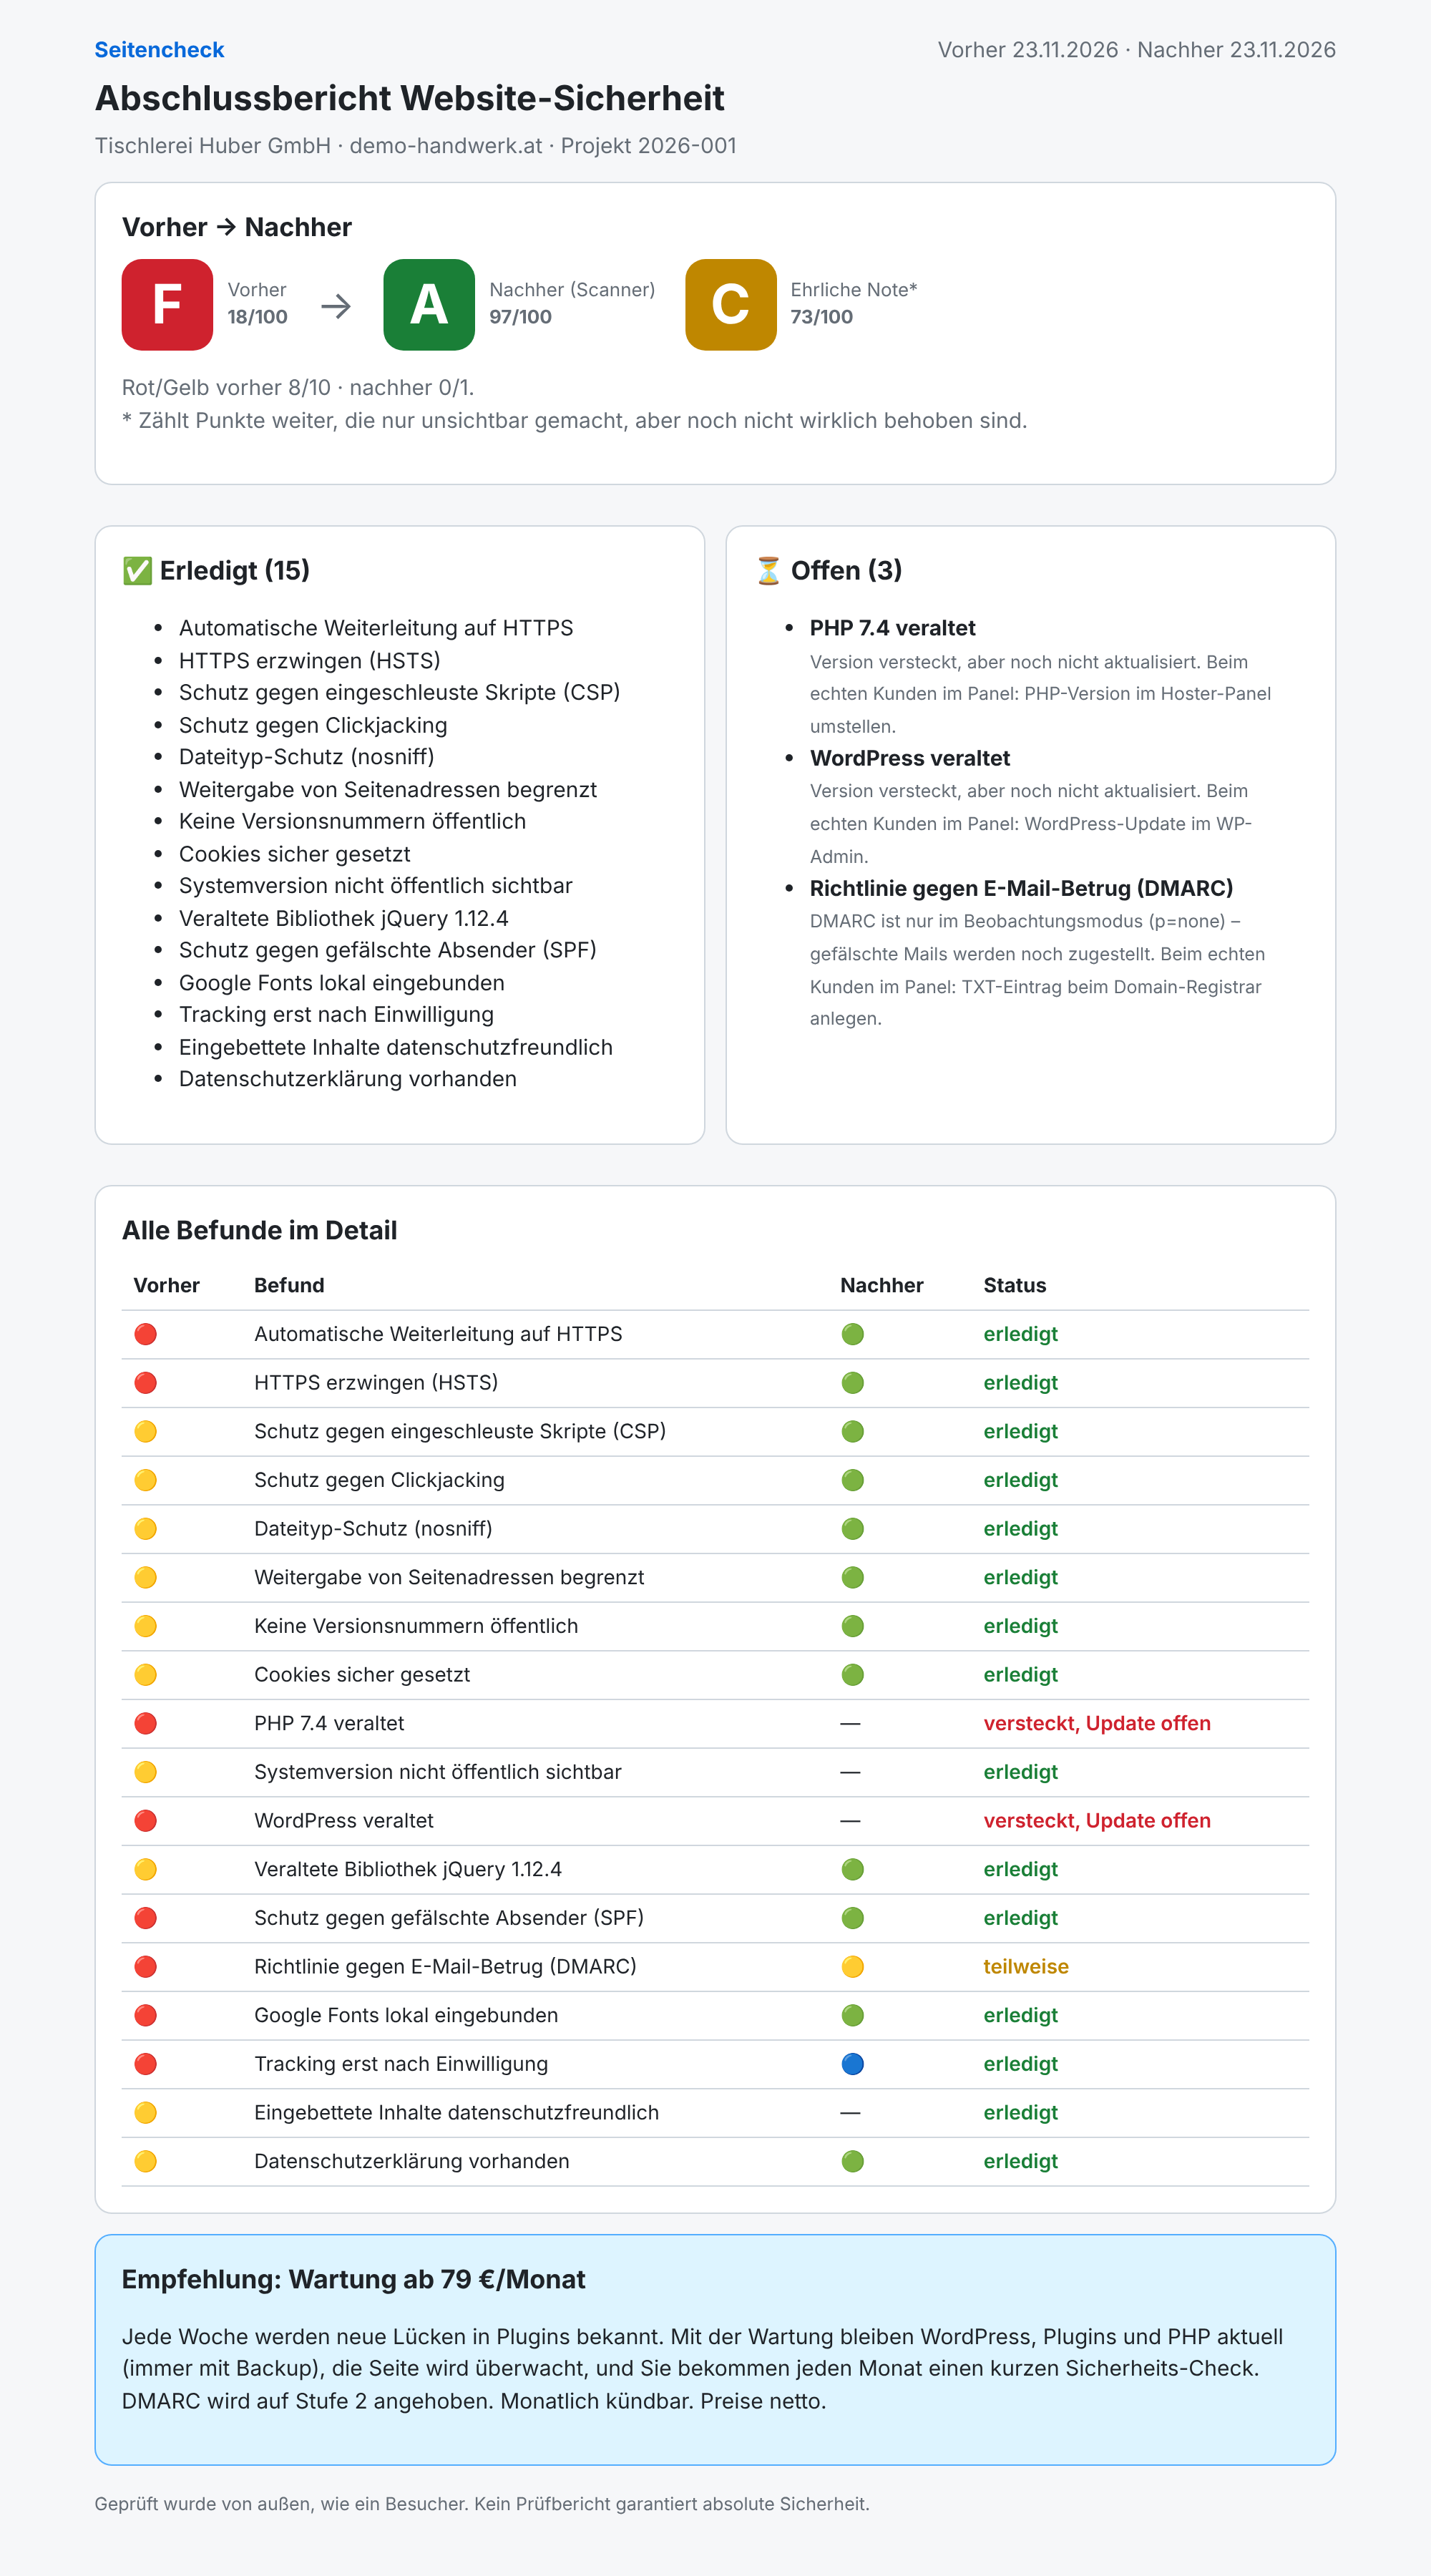 Seitencheck
Vorher 23.11.2026 · Nachher 23.11.2026
Abschlussbericht Website-Sicherheit
Tischlerei Huber GmbH · demo-handwerk.at · Projekt 2026-001
Vorher → Nachher
F
Vorher
18/100
→
A
Nachher (Scanner)
97/100
C
Ehrliche Note*
73/100
Rot/Gelb vorher 8/10 · nachher 0/1.
* Zählt Punkte weiter, die nur unsichtbar gemacht, aber noch nicht wirklich behoben sind.
✅ Erledigt (15)
• Automatische Weiterleitung auf HTTPS
• HTTPS erzwingen (HSTS)
• Schutz gegen eingeschleuste Skripte (CSP)
• Schutz gegen Clickjacking
• Dateityp-Schutz (nosniff)
• Weitergabe von Seitenadressen begrenzt
• Keine Versionsnummern öffentlich
• Cookies sicher gesetzt
• Systemversion nicht öffentlich sichtbar
• Veraltete Bibliothek jQuery 1.12.4
• Schutz gegen gefälschte Absender (SPF)
• Google Fonts lokal eingebunden
• Tracking erst nach Einwilligung
• Eingebettete Inhalte datenschutzfreundlich
• Datenschutzerklärung vorhanden
⏳ Offen (3)
• PHP 7.4 veraltet
Version versteckt, aber noch nicht aktualisiert. Beim
echten Kunden im Panel: PHP-Version im Hoster-Panel
umstellen.
• WordPress veraltet
Version versteckt, aber noch nicht aktualisiert. Beim
echten Kunden im Panel: WordPress-Update im WP-
Admin.
• Richtlinie gegen E-Mail-Betrug (DMARC)
DMARC ist nur im Beobachtungsmodus (p=none) –
gefälschte Mails werden noch zugestellt. Beim echten
Kunden im Panel: TXT-Eintrag beim Domain-Registrar
anlegen.
Alle Befunde im Detail
Vorher Befund Nachher Status
🔴 Automatische Weiterleitung auf HTTPS 🟢 erledigt
🔴 HTTPS erzwingen (HSTS) 🟢 erledigt
🟡 Schutz gegen eingeschleuste Skripte (CSP) 🟢 erledigt
🟡 Schutz gegen Clickjacking 🟢 erledigt
🟡 Dateityp-Schutz (nosniff) 🟢 erledigt
🟡 Weitergabe von Seitenadressen begrenzt 🟢 erledigt
🟡 Keine Versionsnummern öffentlich 🟢 erledigt
🟡 Cookies sicher gesetzt 🟢 erledigt
🔴 PHP 7.4 veraltet — versteckt, Update offen
🟡 Systemversion nicht öffentlich sichtbar — erledigt
🔴 WordPress veraltet — versteckt, Update offen
🟡 Veraltete Bibliothek jQuery 1.12.4 🟢 erledigt
🔴 Schutz gegen gefälschte Absender (SPF) 🟢 erledigt
🔴 Richtlinie gegen E-Mail-Betrug (DMARC) 🟡 teilweise
🔴 Google Fonts lokal eingebunden 🟢 erledigt
🔴 Tracking erst nach Einwilligung 🔵 erledigt
🟡 Eingebettete Inhalte datenschutzfreundlich — erledigt
🟡 Datenschutzerklärung vorhanden 🟢 erledigt
Empfehlung: Wartung ab 79 €/Monat
Jede Woche werden neue Lücken in Plugins bekannt. Mit der Wartung bleiben WordPress, Plugins und PHP aktuell
(immer mit Backup), die Seite wird überwacht, und Sie bekommen jeden Monat einen kurzen Sicherheits-Check.
DMARC wird auf Stufe 2 angehoben. Monatlich kündbar. Preise netto.
Geprüft wurde von außen, wie ein Besucher. Kein Prüfbericht garantiert absolute Sicherheit.